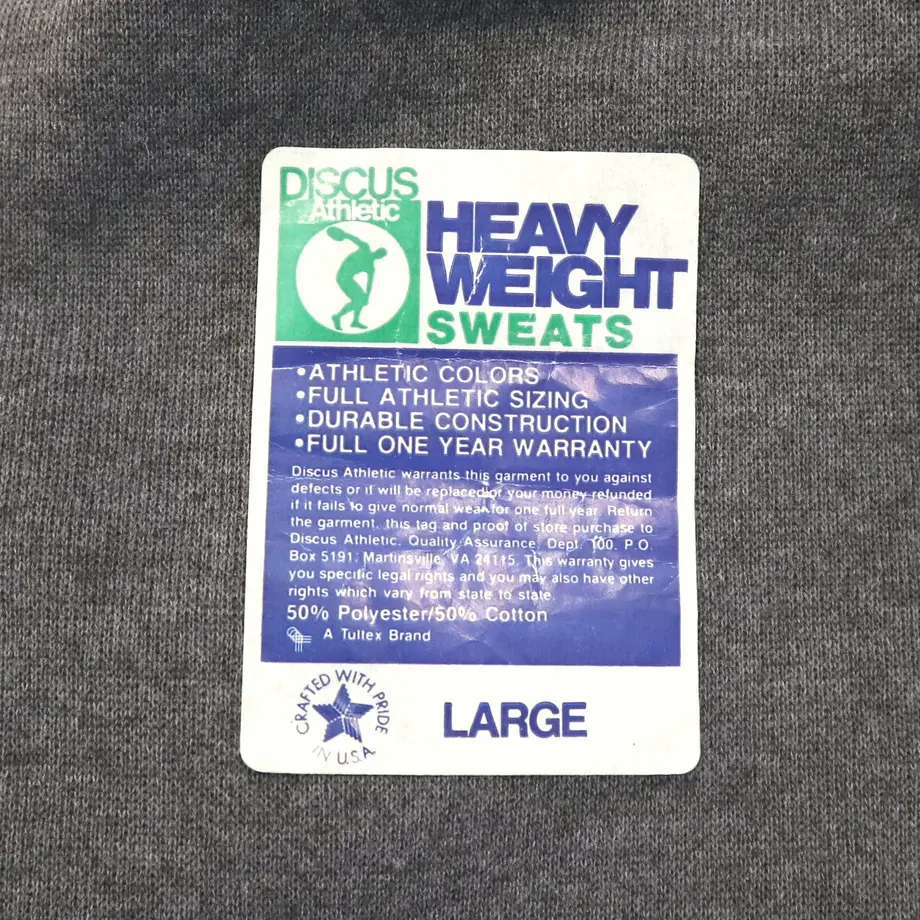 DISCUS
Athletic
HEAVY
WEIGHT
SWEATS
•ATHLETIC COLORS
•FULL ATHLETIC SIZING
•DURABLE CONSTRUCTION
•FULL ONE YEAR WARRANTY
Discus Athletic warrants this garment to you against
defects or if will be replaced or your money refunded
if it fails to give normal wear for one full year. Return
the garment, this tag and proof of store purchase to
Discus Athletic, Quality Assurance, Dept. 100, P.O.
Box 5191, Martinsville, VA 24115. This warranty gives
you specific legal rights and you may also have other
rights which vary from state to state.
50% Polyester/50% Cotton
A Tultex Brand
CRAFTED WITH PRIDE
IN U.S.A
LARGE